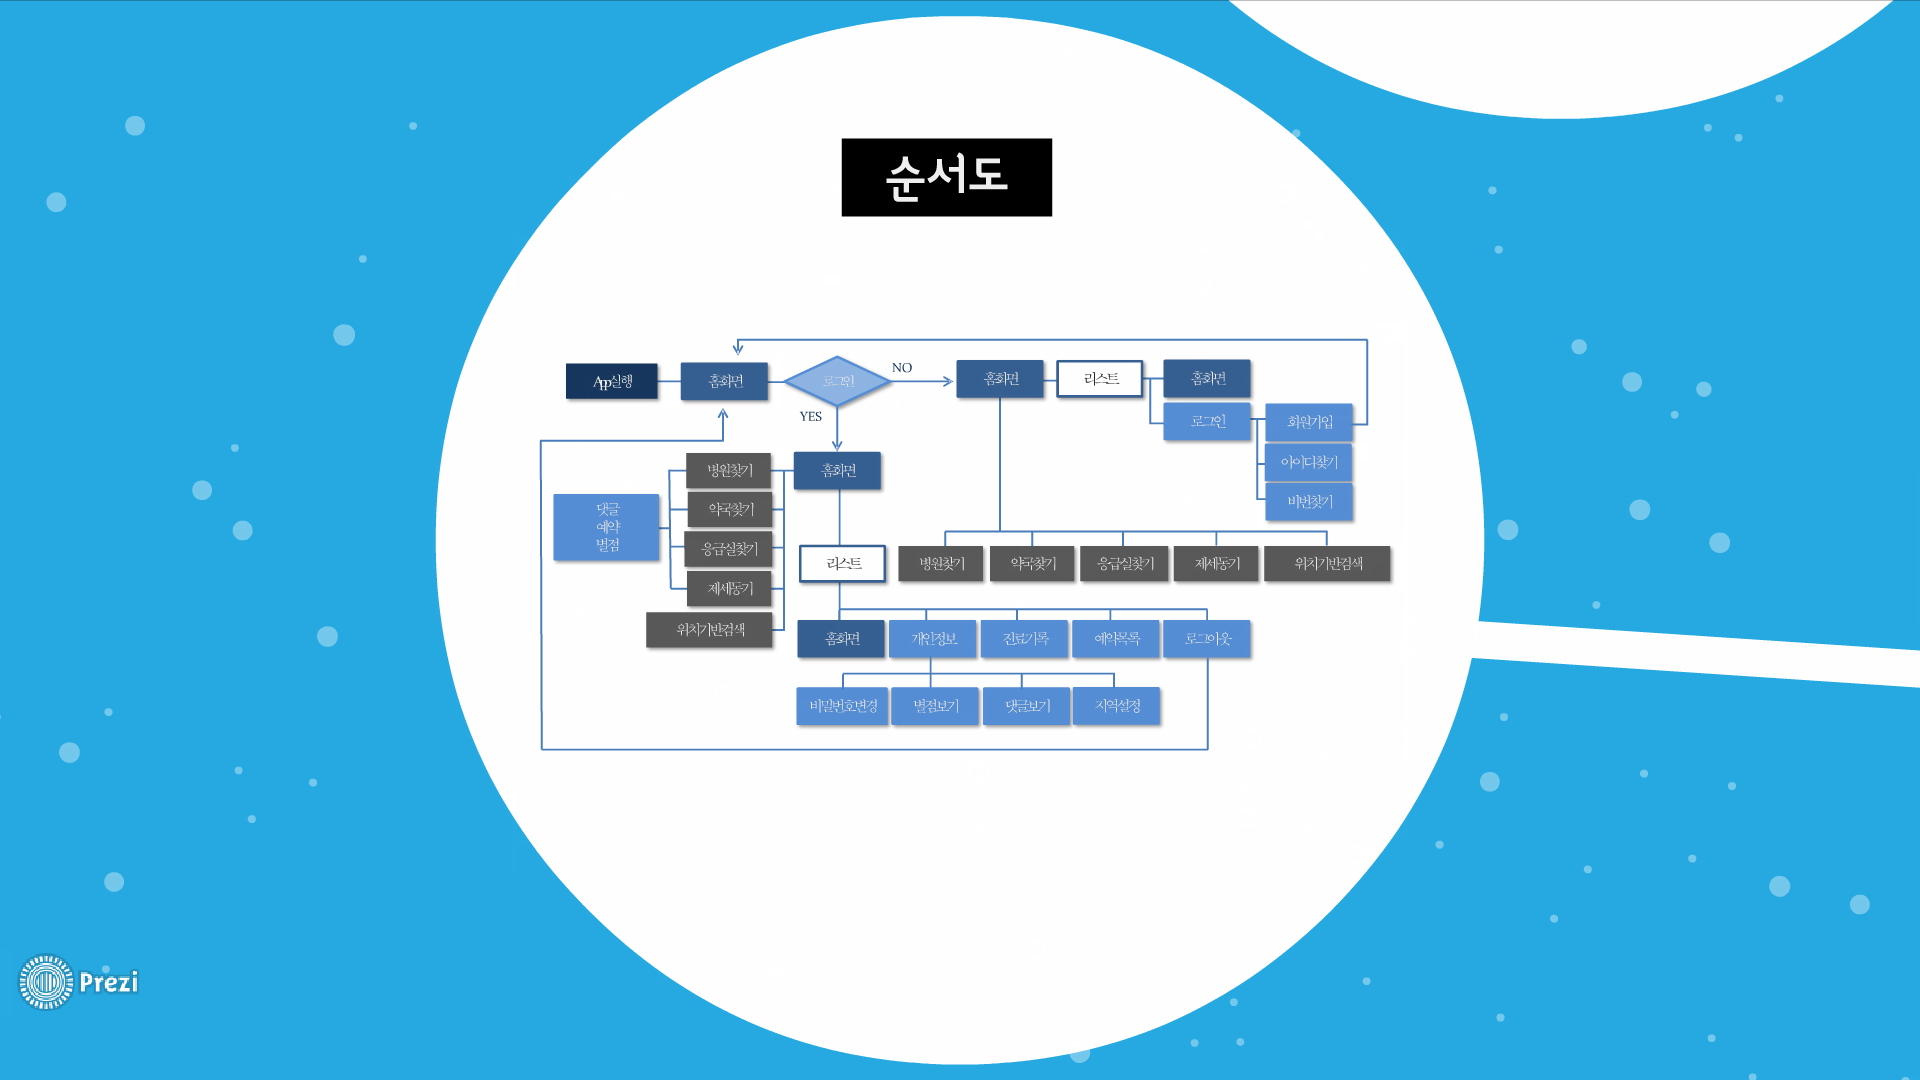 순서도
App실행
홈화면
로그인
NO
YES
홈화면
리스트
홈화면
로그인
회원가입
아이디찾기
비번찾기
병원찾기
약국찾기
응급실찾기
제세동기
위치기반검색
홈화면
병원찾기
약국찾기
응급실찾기
제세동기
위치기반검색
댓글
예약
별점
리스트
홈화면
개인정보
진료기록
예약목록
로그아웃
비밀번호변경
별점보기
댓글보기
지역설정
Prezi